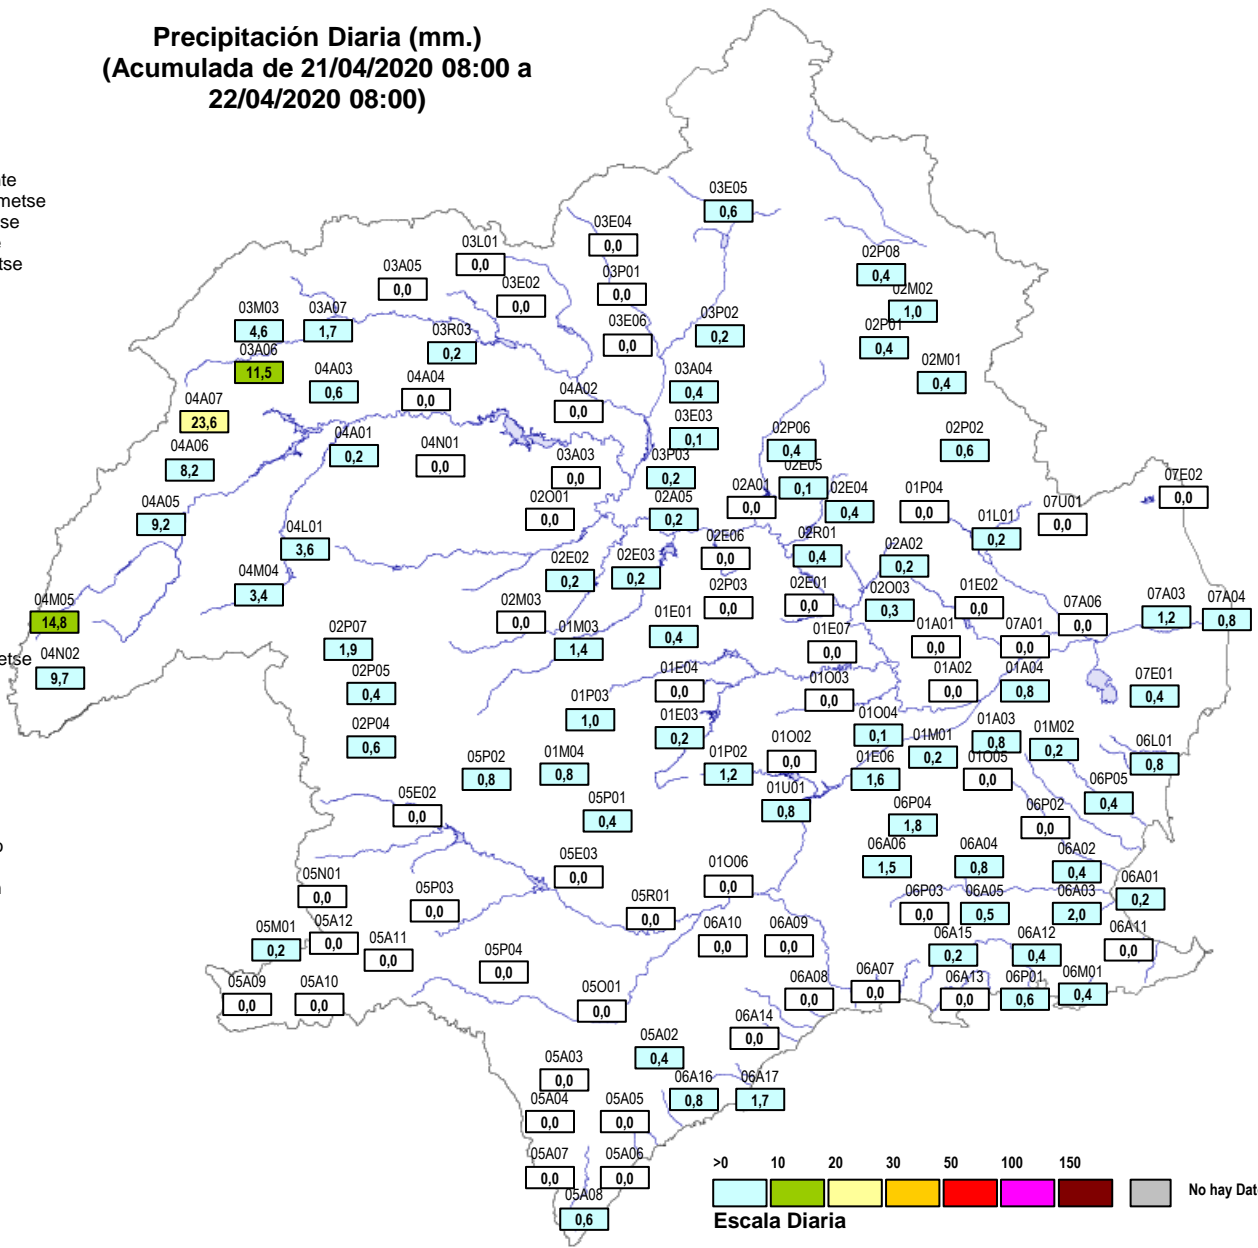 Precipitación Diaria (mm.)
(Acumulada de 21/04/2020 08:00 a
22/04/2020 08:00)
nte
metse
se
e
tse
etse
o
n
03E05
0,6
03E04
0,0
03L01
0,0
02P08
0,4
03A05
0,0
03P01
0,0
03E02
0,0
02M02
1,0
03M03
4,6
03A07
1,7
03R03
0,2
03E06
0,0
03P02
0,2
02P01
0,4
03A06
11,5
04A03
0,6
04A04
0,0
04A02
0,0
03A04
0,4
02M01
0,4
04A07
23,6
03E03
0,1
04A06
8,2
04A01
0,2
04N01
0,0
03A03
0,0
03P03
0,2
02P06
0,4
02P02
0,6
02E05
0,1
07E02
0,0
04A05
9,2
02O01
0,0
02A05
0,2
02A01
0,0
02E04
0,4
01P04
0,0
01L01
0,2
07U01
0,0
04L01
3,6
02E06
0,0
02R01
0,4
02A02
0,2
04M04
3,4
02E02
0,2
02E03
0,2
04M05
14,8
02M03
0,0
02P03
0,0
02E01
0,0
02O03
0,3
01E02
0,0
07A06
0,0
07A03
1,2
07A04
0,8
02P07
1,9
01M03
1,4
01E01
0,4
01E07
0,0
01A01
0,0
07A01
0,0
04N02
9,7
02P05
0,4
01E04
0,0
01O03
0,0
01A02
0,0
01A04
0,8
07E01
0,4
01P03
1,0
02P04
0,6
01E03
0,2
01O04
0,1
01A03
0,8
01M02
0,2
05P02
0,8
01M04
0,8
01P02
1,2
01O02
0,0
01M01
0,2
06L01
0,8
01E06
1,6
01O05
0,0
05E02
0,0
05P01
0,4
01U01
0,8
06P05
0,4
06P04
1,8
06P02
0,0
05E03
0,0
01O06
0,0
06A06
1,5
06A04
0,8
06A02
0,4
05N01
0,0
05P03
0,0
05R01
0,0
06P03
0,0
06A05
0,5
06A03
2,0
06A01
0,2
05M01
0,2
05A12
0,0
05A11
0,0
06A10
0,0
06A09
0,0
06A15
0,2
06A12
0,4
06A11
0,0
05P04
0,0
05A09
0,0
05A10
0,0
05O01
0,0
06A08
0,0
06A07
0,0
06A13
0,0
06P01
0,6
06M01
0,4
06A14
0,0
05A02
0,4
05A03
0,0
06A16
0,8
06A17
1,7
05A04
0,0
05A05
0,0
05A07
0,0
05A06
0,0
05A08
0,6
>0 10 20 30 50 100 150
No hay Dat
Escala Diaria